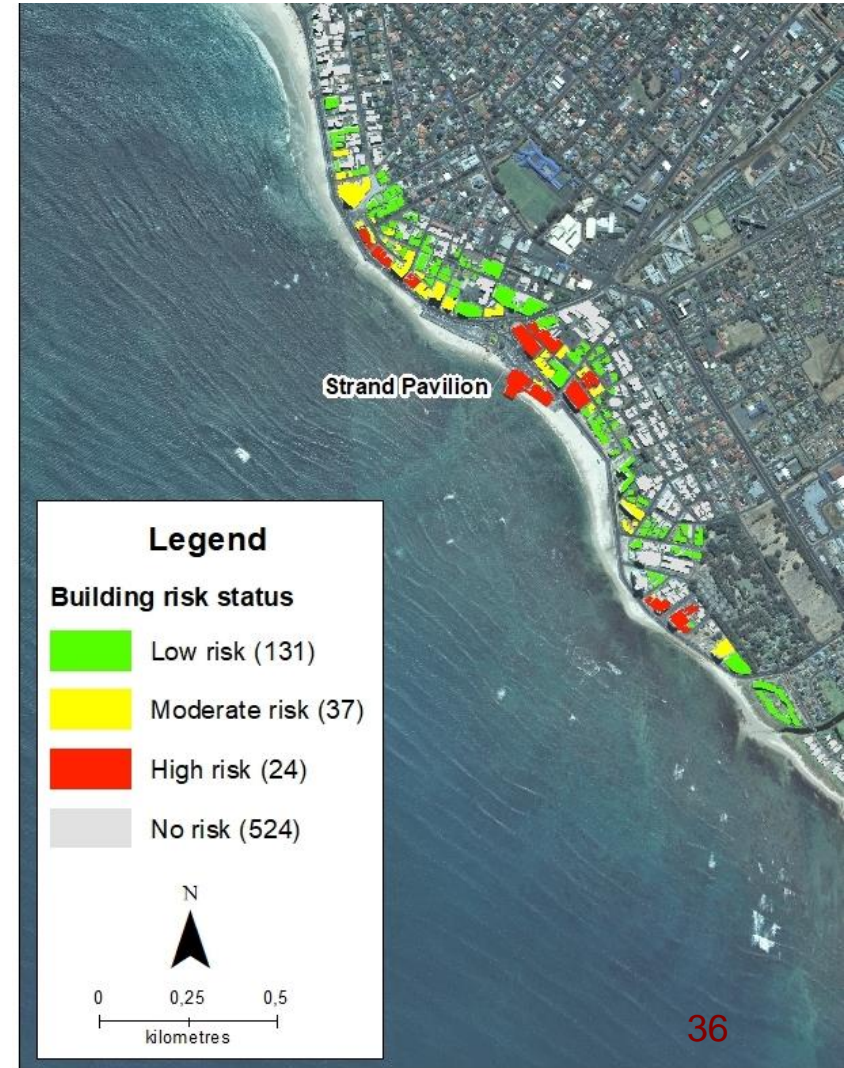 Strand Pavilion
Legend
Building risk status
Low risk (131)
Moderate risk (37)
High risk (24)
No risk (524)
N
0 0,25 0,5
kilometres
36